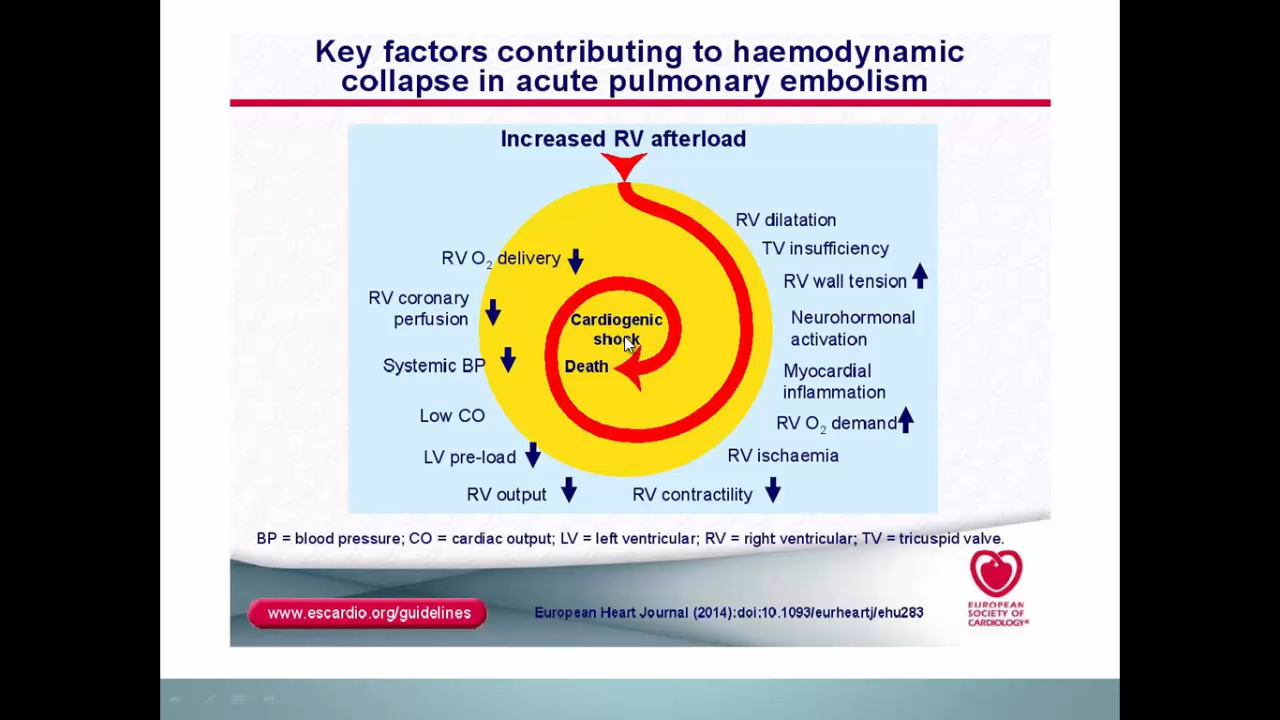 Key factors contributing to haemodynamic
collapse in acute pulmonary embolism
Increased RV afterload
RV dilatation
TV insufficiency
RV wall tension
Neurohormonal
activation
Myocardial
inflammation
RV O2 demand
RV ischaemia
RV contractility
RV output
LV pre-load
Low CO
Systemic BP
RV coronary
perfusion
RV O2 delivery
Cardiogenic
shock
Death
BP = blood pressure; CO = cardiac output; LV = left ventricular; RV = right ventricular; TV = tricuspid valve.
www.escardio.org/guidelines
European Heart Journal (2014):doi:10.1093/eurheartj/ehu283
EUROPEAN
SOCIETY OF
CARDIOLOGY®